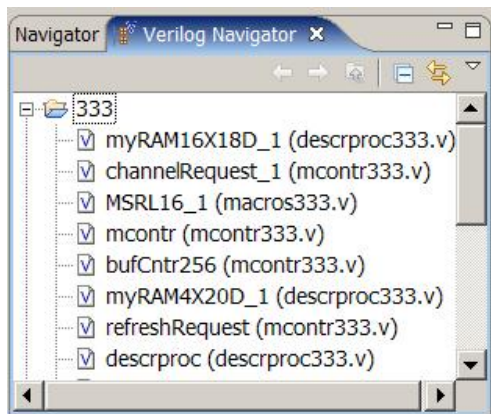 Navigator Verilog Navigator
333
myRAM16X18D_1 (descrproc333.v)
channelRequest_1 (mcontr333.v)
MSRL16_1 (macros333.v)
mcontr (mcontr333.v)
bufCntr256 (mcontr333.v)
myRAM4X20D_1 (descrproc333.v)
refreshRequest (mcontr333.v)
descrproc (descrproc333.v)